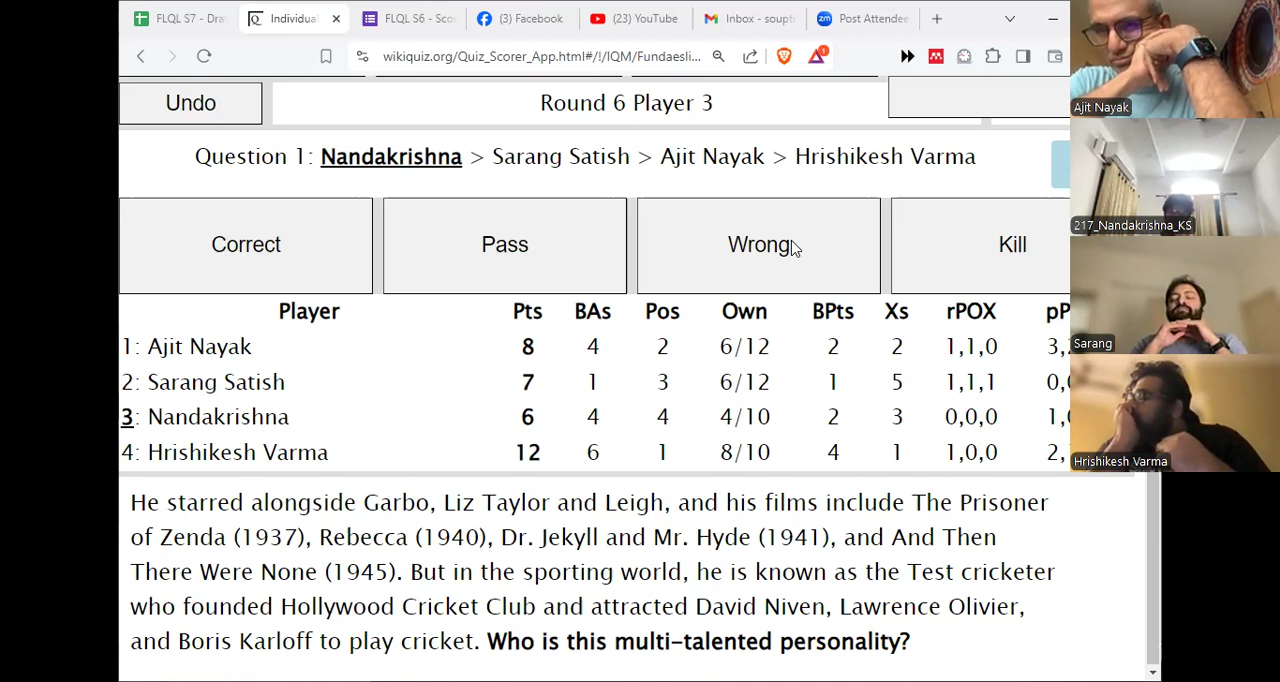 FLQL S7 - Dra
Individual
FLQL S6 - Sco
(3) Facebook
(23) YouTube
Inbox - soupti
Post Attendee
wikiquiz.org/Quiz_Scorer_App.html#/!/IQM/Fundaesli...
Undo
Round 6 Player 3
Question 1: Nandakrishna > Sarang Satish > Ajit Nayak > Hrishikesh Varma
Correct
Pass
Wrong
Kill
Player Pts BAs Pos Own BPts Xs rPOX pP
1: Ajit Nayak 8 4 2 6/12 2 2 1,1,0 3,2
2: Sarang Satish 7 1 3 6/12 1 5 1,1,1 0,0
3: Nandakrishna 6 4 4 4/10 2 3 0,0,0 1,0
4: Hrishikesh Varma 12 6 1 8/10 4 1 1,0,0 2,
He starred alongside Garbo, Liz Taylor and Leigh, and his films include The Prisoner
of Zenda (1937), Rebecca (1940), Dr. Jekyll and Mr. Hyde (1941), and And Then
There Were None (1945). But in the sporting world, he is known as the Test cricketer
who founded Hollywood Cricket Club and attracted David Niven, Lawrence Olivier,
and Boris Karloff to play cricket. Who is this multi-talented personality?
Ajit Nayak
217_Nandakrishna_KS
Sarang
Hrishikesh Varma